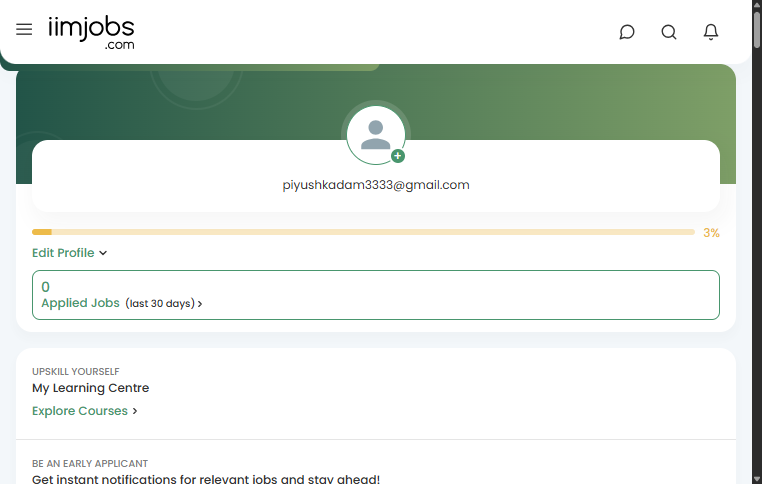 iimjobs
.com
piyushkadam3333@gmail.com
3%
Edit Profile
0
Applied Jobs (last 30 days)
UPSKILL YOURSELF
My Learning Centre
Explore Courses
BE AN EARLY APPLICANT
Get instant notifications for relevant jobs and stay ahead!